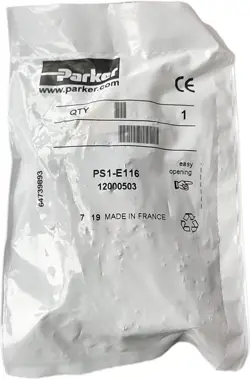 Parker
www.parker.com
CE
QTY
1
PS1-E116
12000503
easy
opening
64739893
7 19 MADE IN FRANCE